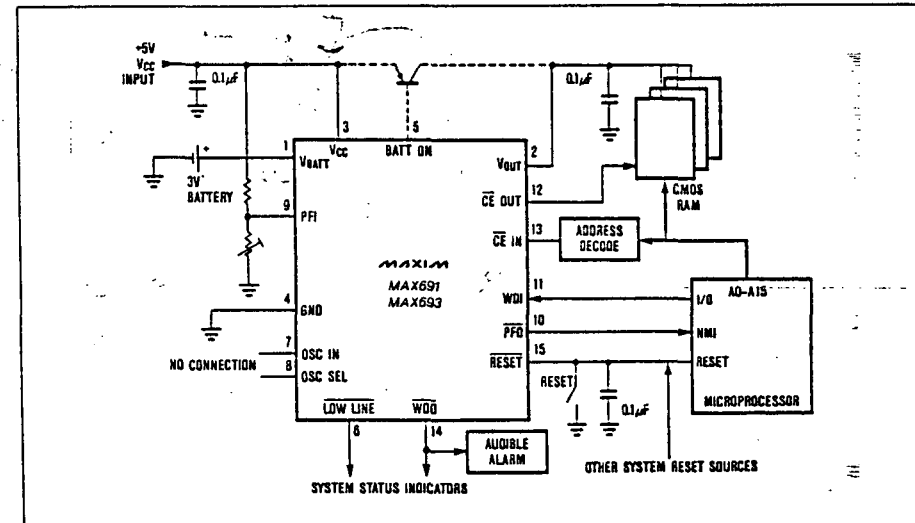 +5V
VCC
INPUT
0.1µF
0.1µF
3
5
VCC
BATT ON
1
VBATT
3V
BATTERY
+
2
VOUT
12
CE OUT
CMOS
RAM
9
PFI
13
CE IN
ADDRESS
DECODE
MAXIM
MAX691
MAX693
A0-A15
4
GND
11
WDI
I/O
10
PFO
NMI
7
OSC IN
NO CONNECTION
8
OSC SEL
15
RESET
RESET
RESET
0.1µF
MICROPROCESSOR
LOW LINE
WDO
6
14
AUDIBLE
ALARM
OTHER SYSTEM RESET SOURCES
SYSTEM STATUS INDICATORS